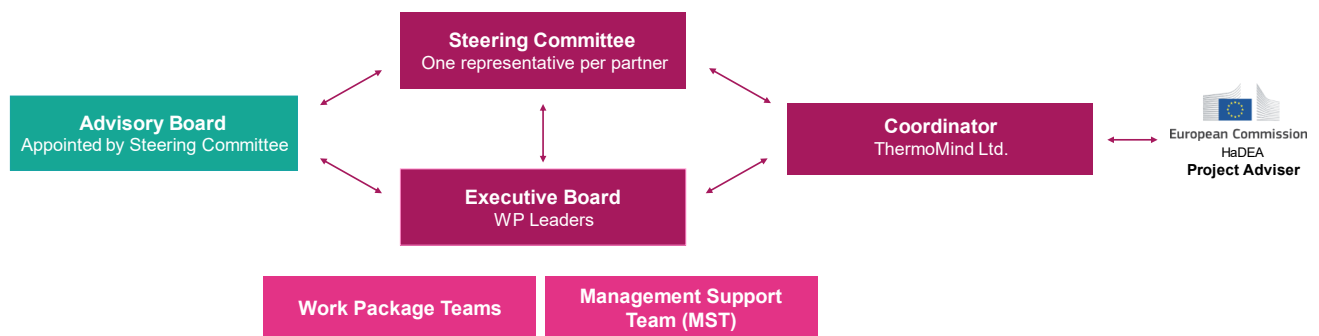 Steering Committee
One representative per partner
Advisory Board
Appointed by Steering Committee
Coordinator
ThermoMind Ltd.
European Commission
HaDEA
Project Adviser
Executive Board
WP Leaders
Work Package Teams
Management Support
Team (MST)